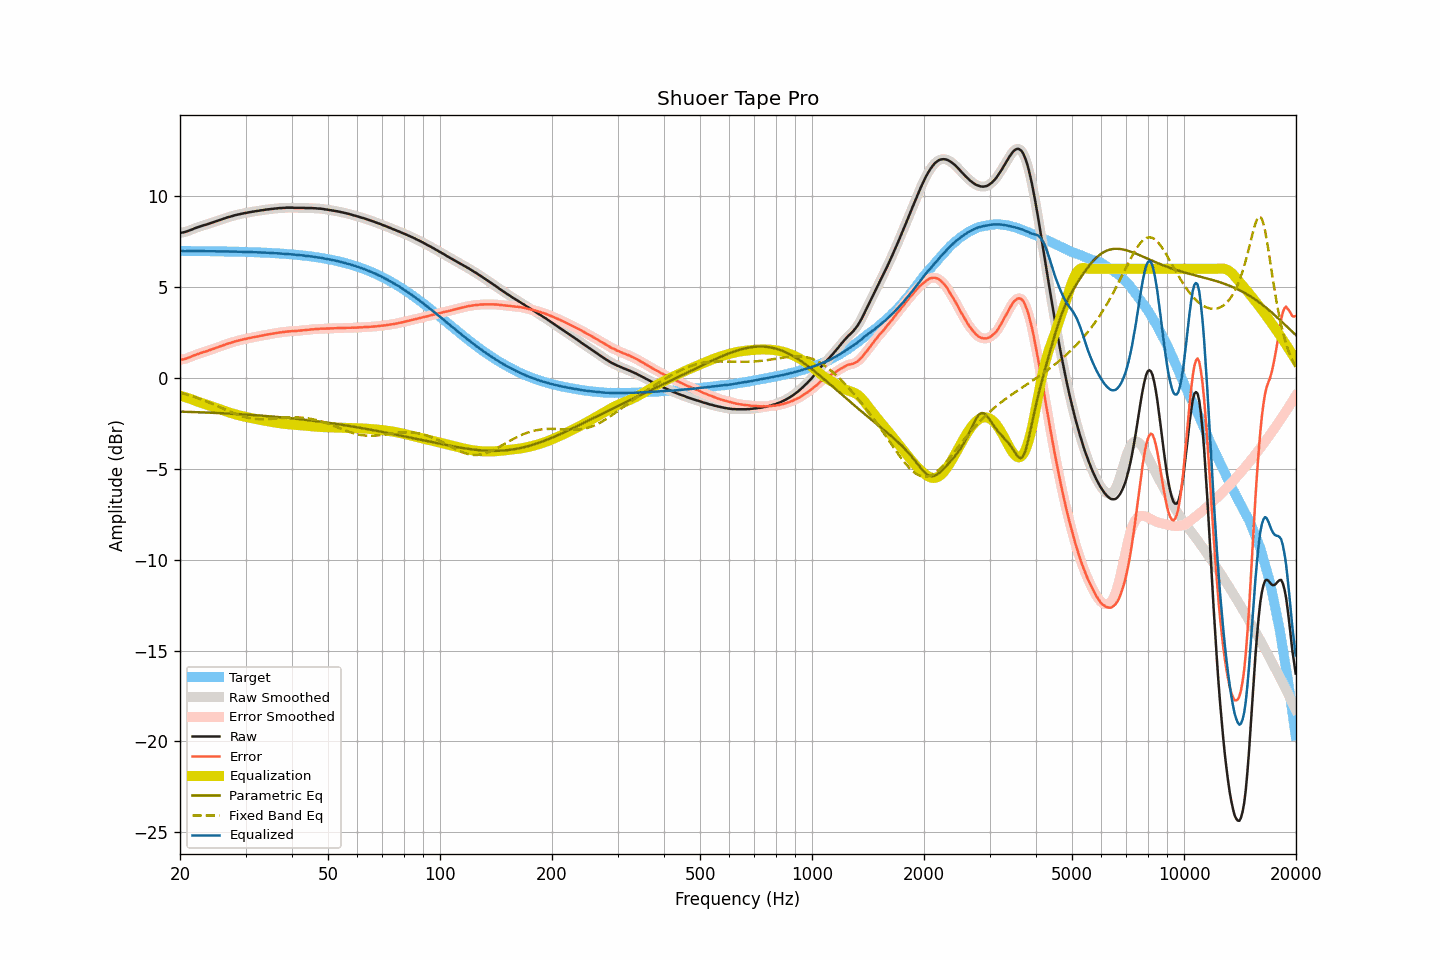 Shuoer Tape Pro
Amplitude (dBr)
10
5
0
−5
−10
−15
−20
−25
Target
Raw Smoothed
Error Smoothed
Raw
Error
Equalization
Parametric Eq
Fixed Band Eq
Equalized
20 50 100 200 500 1000 2000 5000 10000 20000
Frequency (Hz)